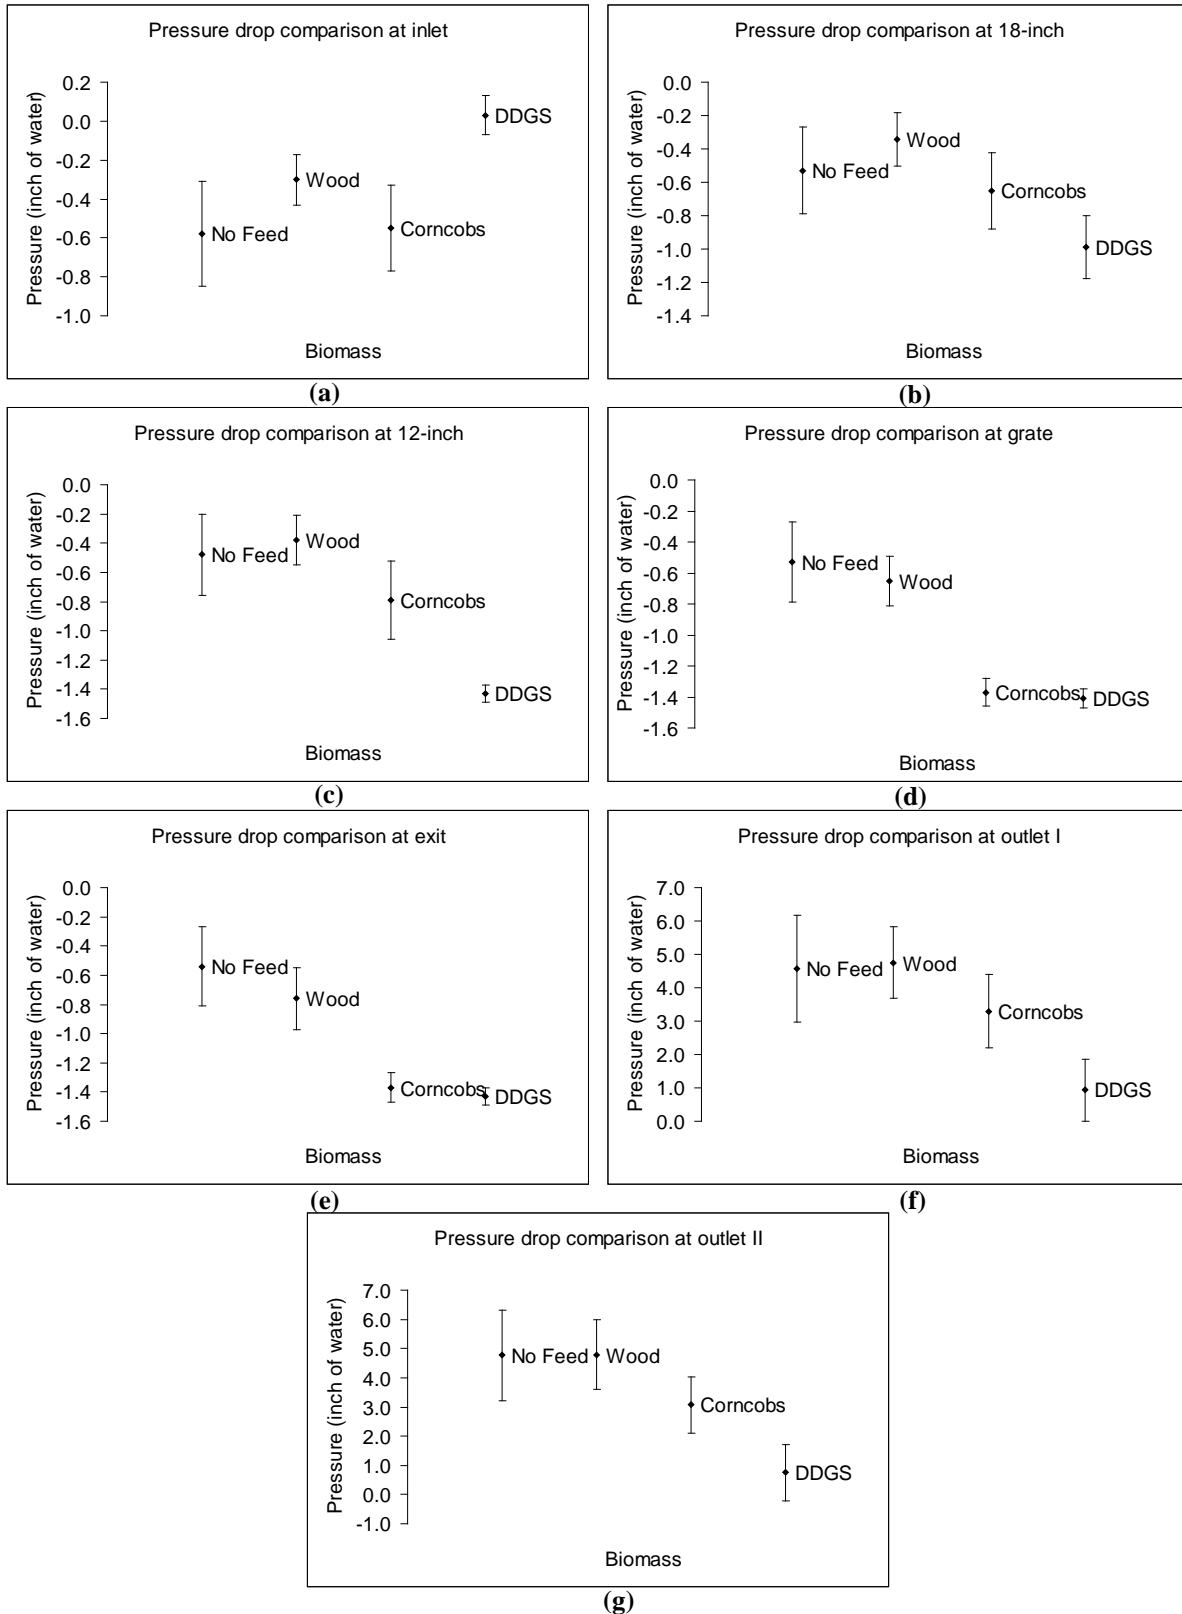 Pressure drop comparison at inlet
Pressure (inch of water)
0.2
0.0
-0.2
-0.4
-0.6
-0.8
-1.0
No Feed
Wood
Corncobs
DDGS
Biomass
(a)
Pressure drop comparison at 18-inch
Pressure (inch of water)
0.0
-0.2
-0.4
-0.6
-0.8
-1.0
-1.2
-1.4
No Feed
Wood
Corncobs
DDGS
Biomass
(b)
Pressure drop comparison at 12-inch
Pressure (inch of water)
0.0
-0.2
-0.4
-0.6
-0.8
-1.0
-1.2
-1.4
-1.6
No Feed
Wood
Corncobs
DDGS
Biomass
(c)
Pressure drop comparison at grate
Pressure (inch of water)
0.0
-0.2
-0.4
-0.6
-0.8
-1.0
-1.2
-1.4
-1.6
No Feed
Wood
Corncobs
DDGS
Biomass
(d)
Pressure drop comparison at exit
Pressure (inch of water)
0.0
-0.2
-0.4
-0.6
-0.8
-1.0
-1.2
-1.4
-1.6
No Feed
Wood
Corncobs
DDGS
Biomass
(e)
Pressure drop comparison at outlet I
Pressure (inch of water)
7.0
6.0
5.0
4.0
3.0
2.0
1.0
0.0
No Feed
Wood
Corncobs
DDGS
Biomass
(f)
Pressure drop comparison at outlet II
Pressure (inch of water)
7.0
6.0
5.0
4.0
3.0
2.0
1.0
0.0
-1.0
No Feed
Wood
Corncobs
DDGS
Biomass
(g)